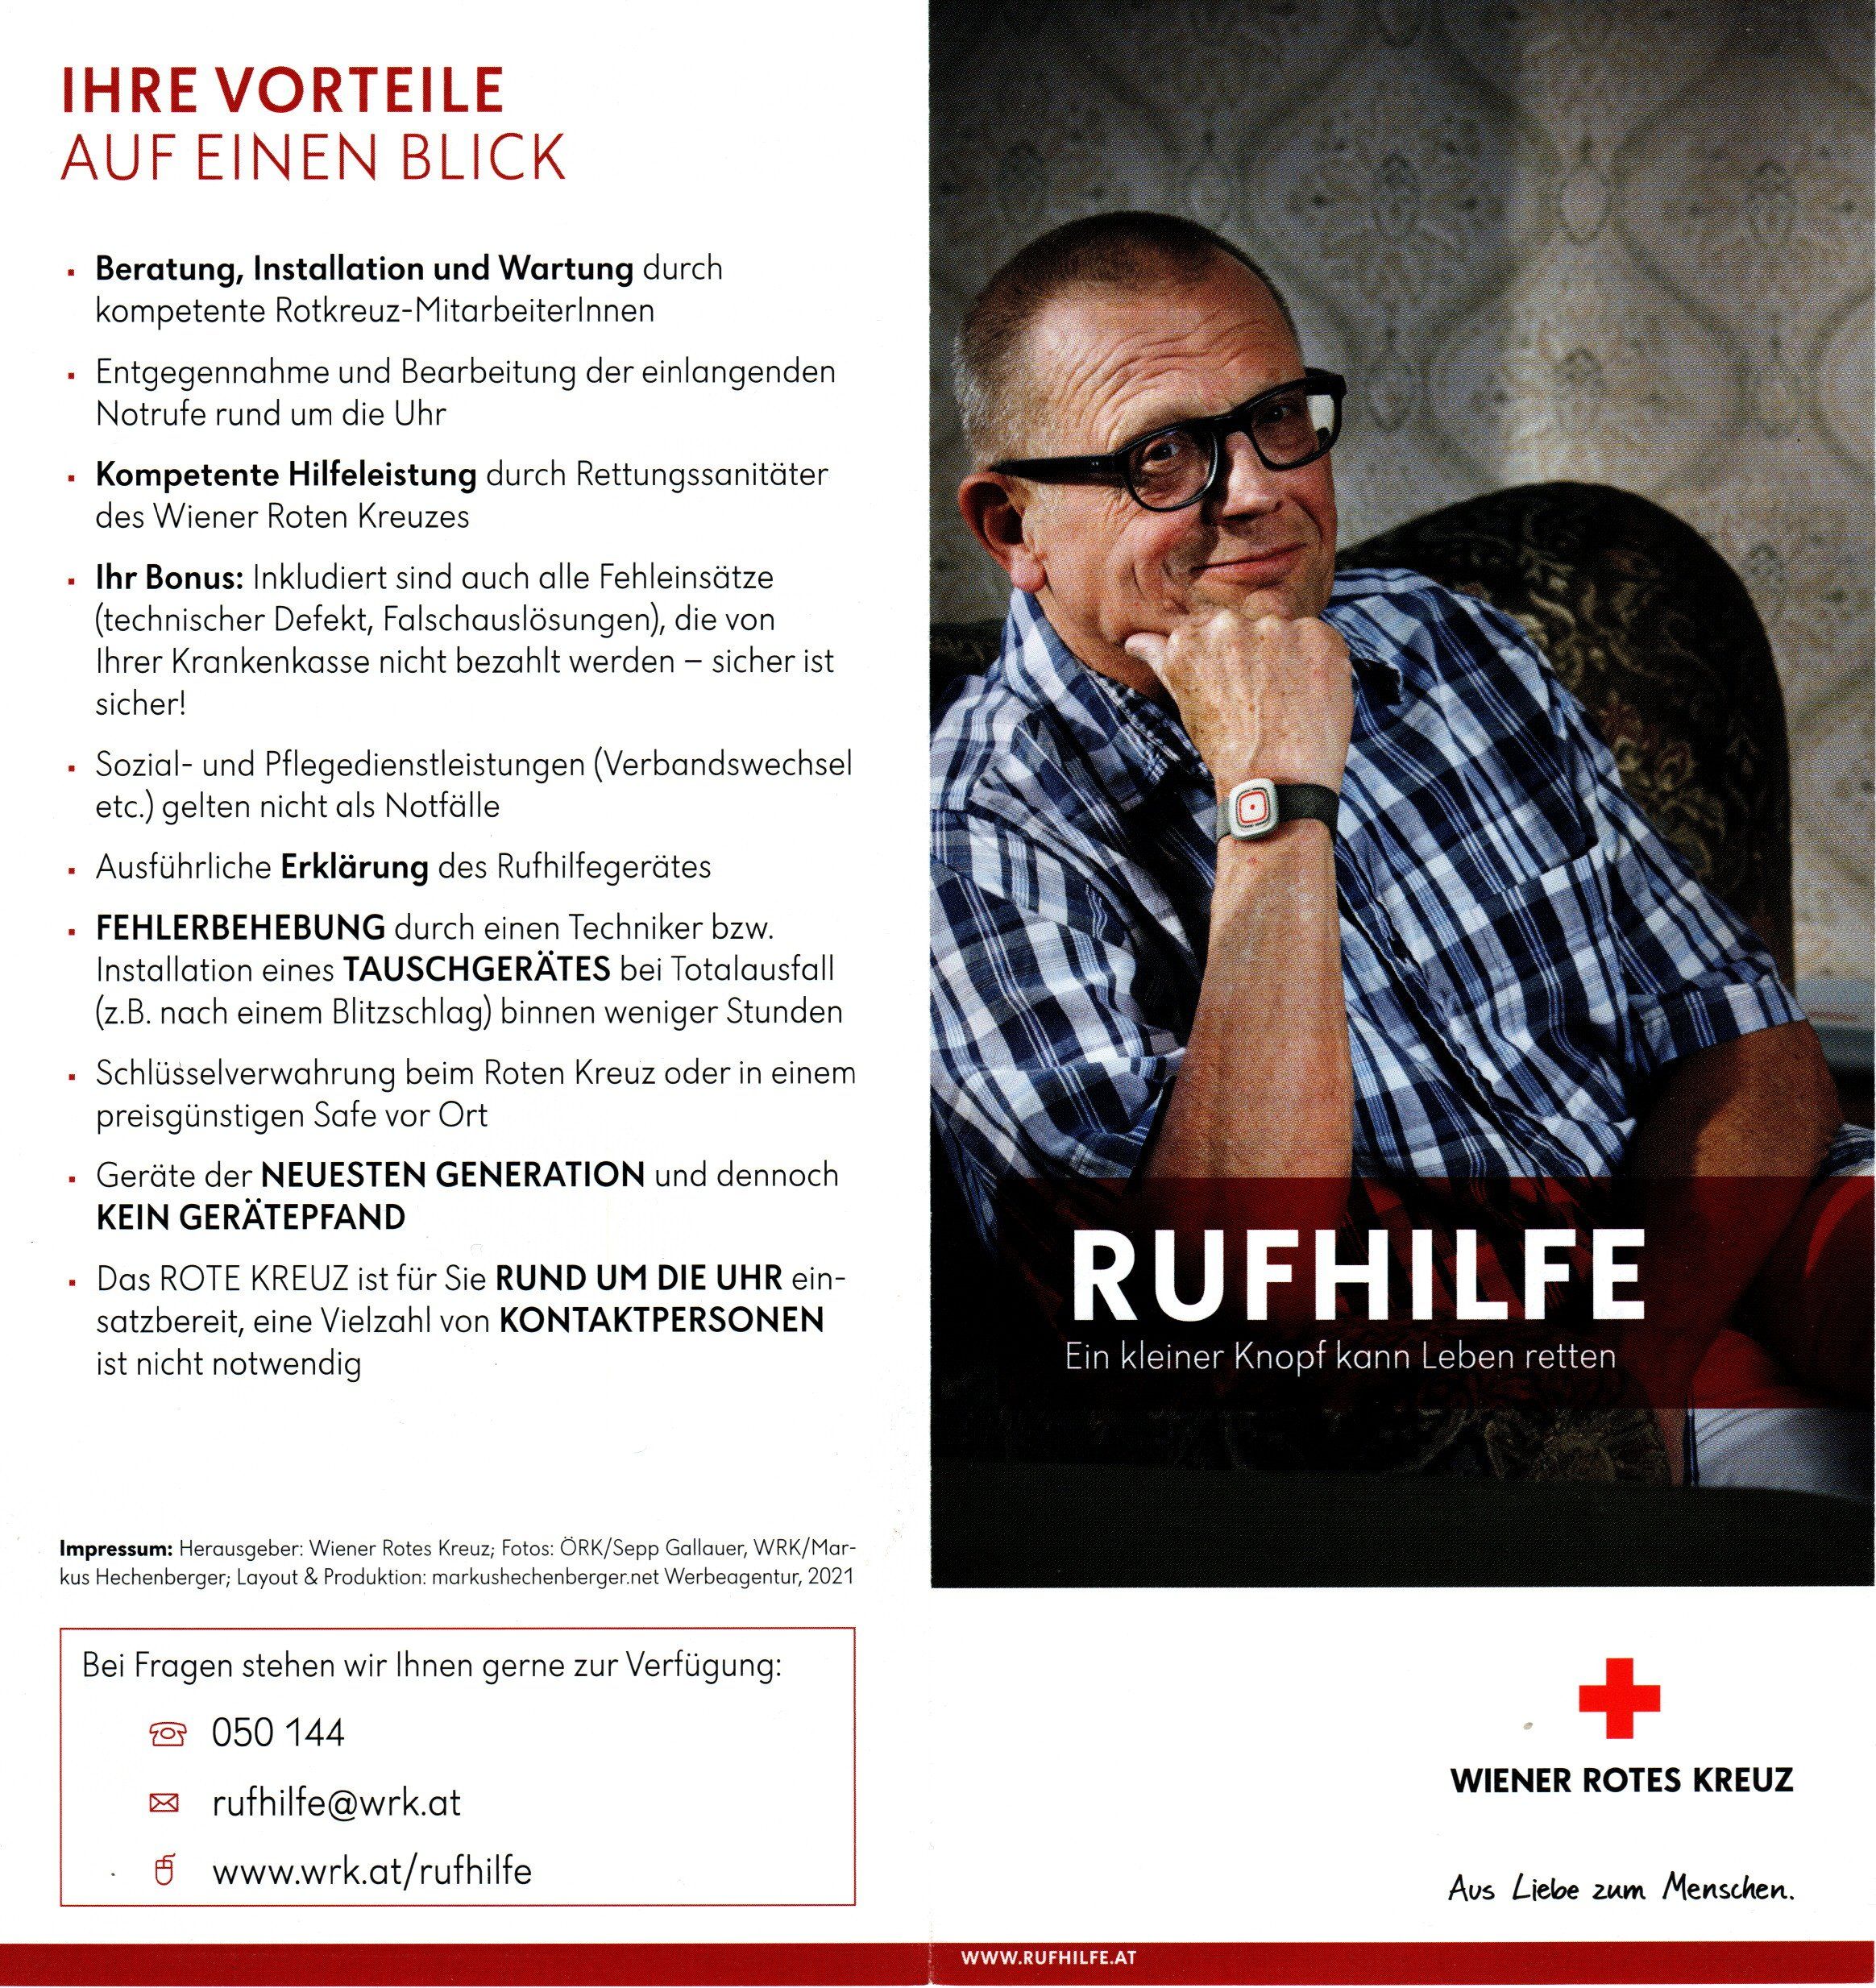 IHRE VORTEILE
AUF EINEN BLICK
▪ Beratung, Installation und Wartung durch
kompetente Rotkreuz-MitarbeiterInnen
▪ Entgegennahme und Bearbeitung der einlangenden
Notrufe rund um die Uhr
▪ Kompetente Hilfeleistung durch Rettungssanitäter
des Wiener Roten Kreuzes
▪ Ihr Bonus: Inkludiert sind auch alle Fehleinsätze
(technischer Defekt, Falschauslösungen), die von
Ihrer Krankenkasse nicht bezahlt werden – sicher ist
sicher!
▪ Sozial- und Pflegedienstleistungen (Verbandswechsel
etc.) gelten nicht als Notfälle
▪ Ausführliche Erklärung des Rufhilfegerätes
▪ FEHLERBEHEBUNG durch einen Techniker bzw.
Installation eines TAUSCHGERÄTES bei Totalausfall
(z.B. nach einem Blitzschlag) binnen weniger Stunden
▪ Schlüsselverwahrung beim Roten Kreuz oder in einem
preisgünstigen Safe vor Ort
▪ Geräte der NEUESTEN GENERATION und dennoch
KEIN GERÄTEPFAND
▪ Das ROTE KREUZ ist für Sie RUND UM DIE UHR ein-
satzbereit, eine Vielzahl von KONTAKTPERSONEN
ist nicht notwendig
Impressum: Herausgeber: Wiener Rotes Kreuz; Fotos: ÖRK/Sepp Gallauer, WRK/Mar-
kus Hechenberger; Layout & Produktion: markushechenberger.net Werbeagentur, 2021
Bei Fragen stehen wir Ihnen gerne zur Verfügung:
050 144
rufhilfe@wrk.at
www.wrk.at/rufhilfe
RUFHILFE
Ein kleiner Knopf kann Leben retten
WIENER ROTES KREUZ
Aus Liebe zum Menschen.
WWW.RUFHILFE.AT